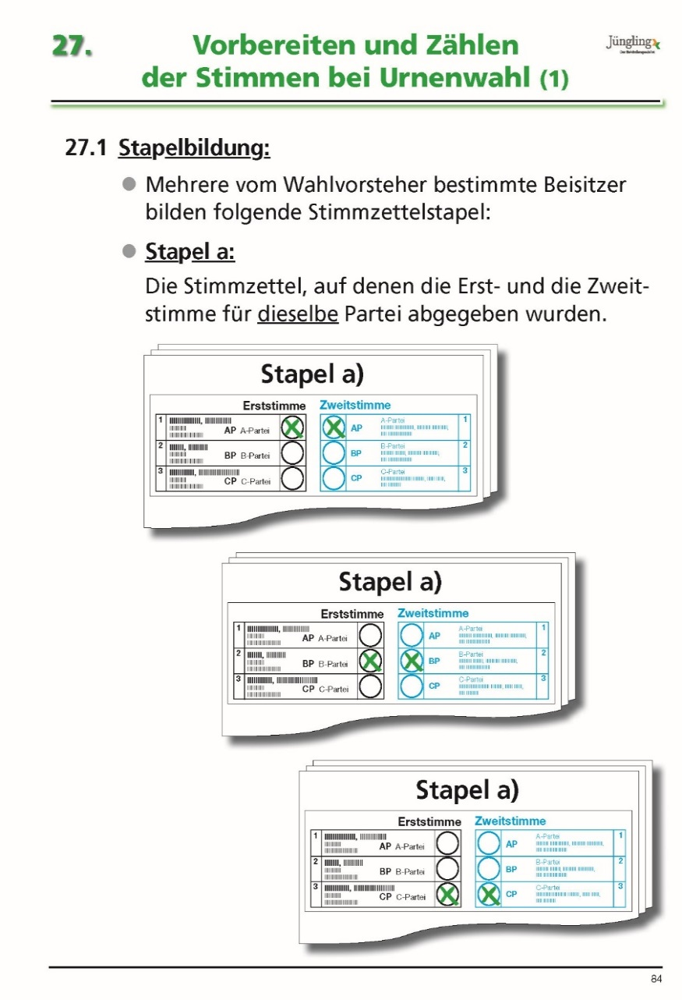 27.
Vorbereiten und Zählen
der Stimmen bei Urnenwahl (1)
Jüngling
27.1 Stapelbildung:
Mehrere vom Wahlvorsteher bestimmte Beisitzer
bilden folgende Stimmzettelstapel:
Stapel a:
Die Stimmzettel, auf denen die Erst- und die Zweit-
stimme für dieselbe Partei abgegeben wurden.
Stapel a)
Erststimme Zweitstimme
1 AP A-Partei AP A-Partei 1
2 BP B-Partei BP B-Partei 2
3 CP C-Partei CP C-Partei 3
Stapel a)
Erststimme Zweitstimme
1 AP A-Partei AP A-Partei 1
2 BP B-Partei BP B-Partei 2
3 CP C-Partei CP C-Partei 3
Stapel a)
Erststimme Zweitstimme
1 AP A-Partei AP A-Partei 1
2 BP B-Partei BP B-Partei 2
3 CP C-Partei CP C-Partei 3
84